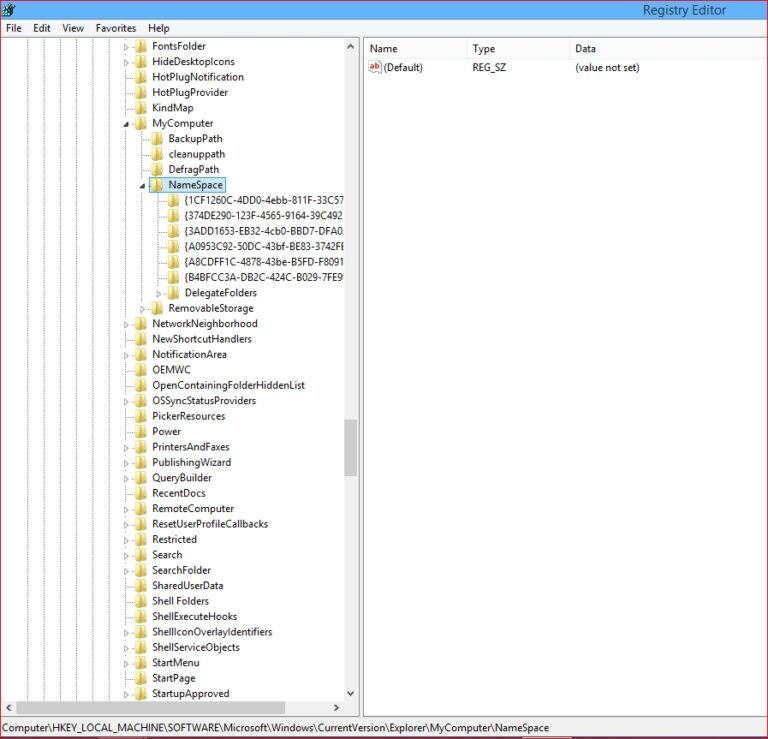 Registry Editor
File Edit View Favorites Help
FontsFolder
HideDesktopIcons
HotPlugNotification
HotPlugProvider
KindMap
MyComputer
BackupPath
cleanuppath
DefragPath
NameSpace
{1CF1260C-4DD0-4ebb-811F-33C57
{374DE290-123F-4565-9164-39C492
{3ADD1653-EB32-4cb0-BBD7-DFA0
{A0953C92-50DC-43bf-BE83-3742FE
{A8CDFF1C-4878-43be-B5FD-F8091
{B4BFCC3A-DB2C-424C-B029-7FE9
DelegateFolders
RemovableStorage
NetworkNeighborhood
NewShortcutHandlers
NotificationArea
OEMWC
OpenContainingFolderHiddenList
OSSyncStatusProviders
PickerResources
Power
PrintersAndFaxes
PublishingWizard
QueryBuilder
RecentDocs
RemoteComputer
ResetUserProfileCallbacks
Restricted
Search
SearchFolder
SharedUserData
Shell Folders
ShellExecuteHooks
ShellIconOverlayIdentifiers
ShellServiceObjects
StartMenu
StartPage
StartupApproved
Name Type Data
ab (Default) REG_SZ (value not set)
Computer\HKEY_LOCAL_MACHINE\SOFTWARE\Microsoft\Windows\CurrentVersion\Explorer\MyComputer\NameSpace